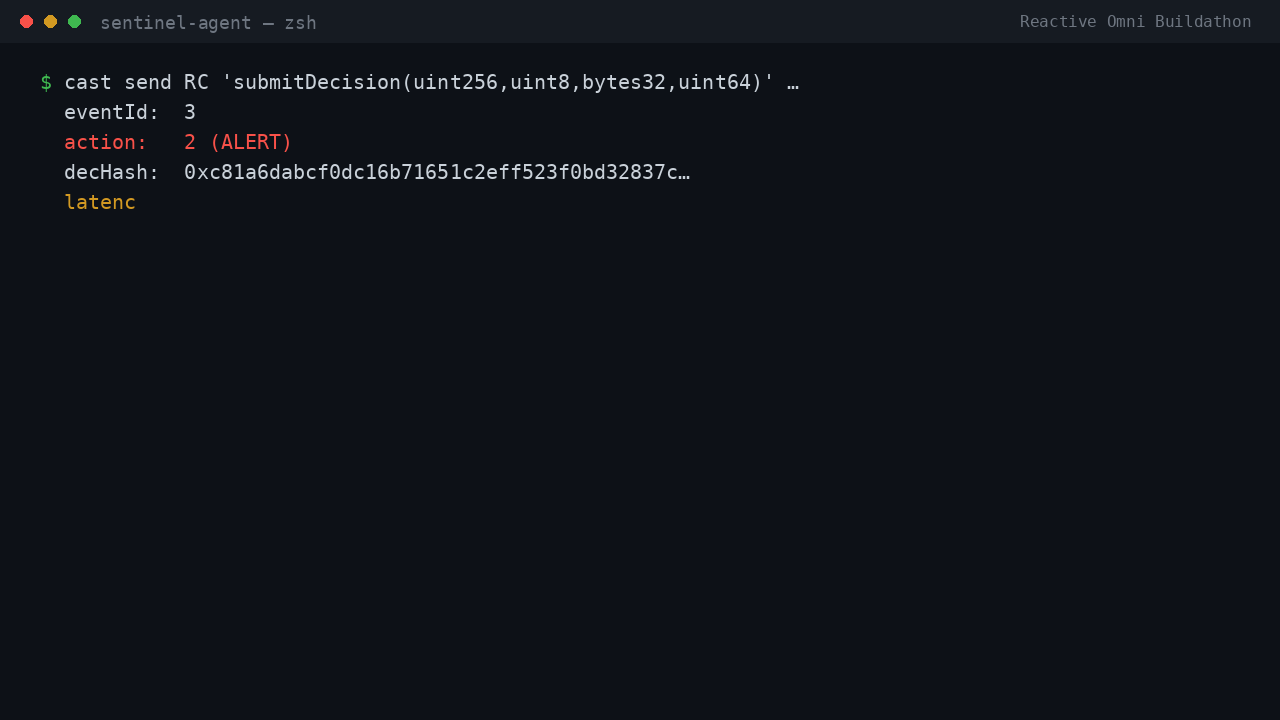 sentinel-agent — zsh
Reactive Omni Buildathon
$ cast send RC 'submitDecision(uint256,uint8,bytes32,uint64)' …
eventId: 3
action: 2 (ALERT)
decHash: 0xc81a6dabcf0dc16b71651c2eff523f0bd32837c…
latenc